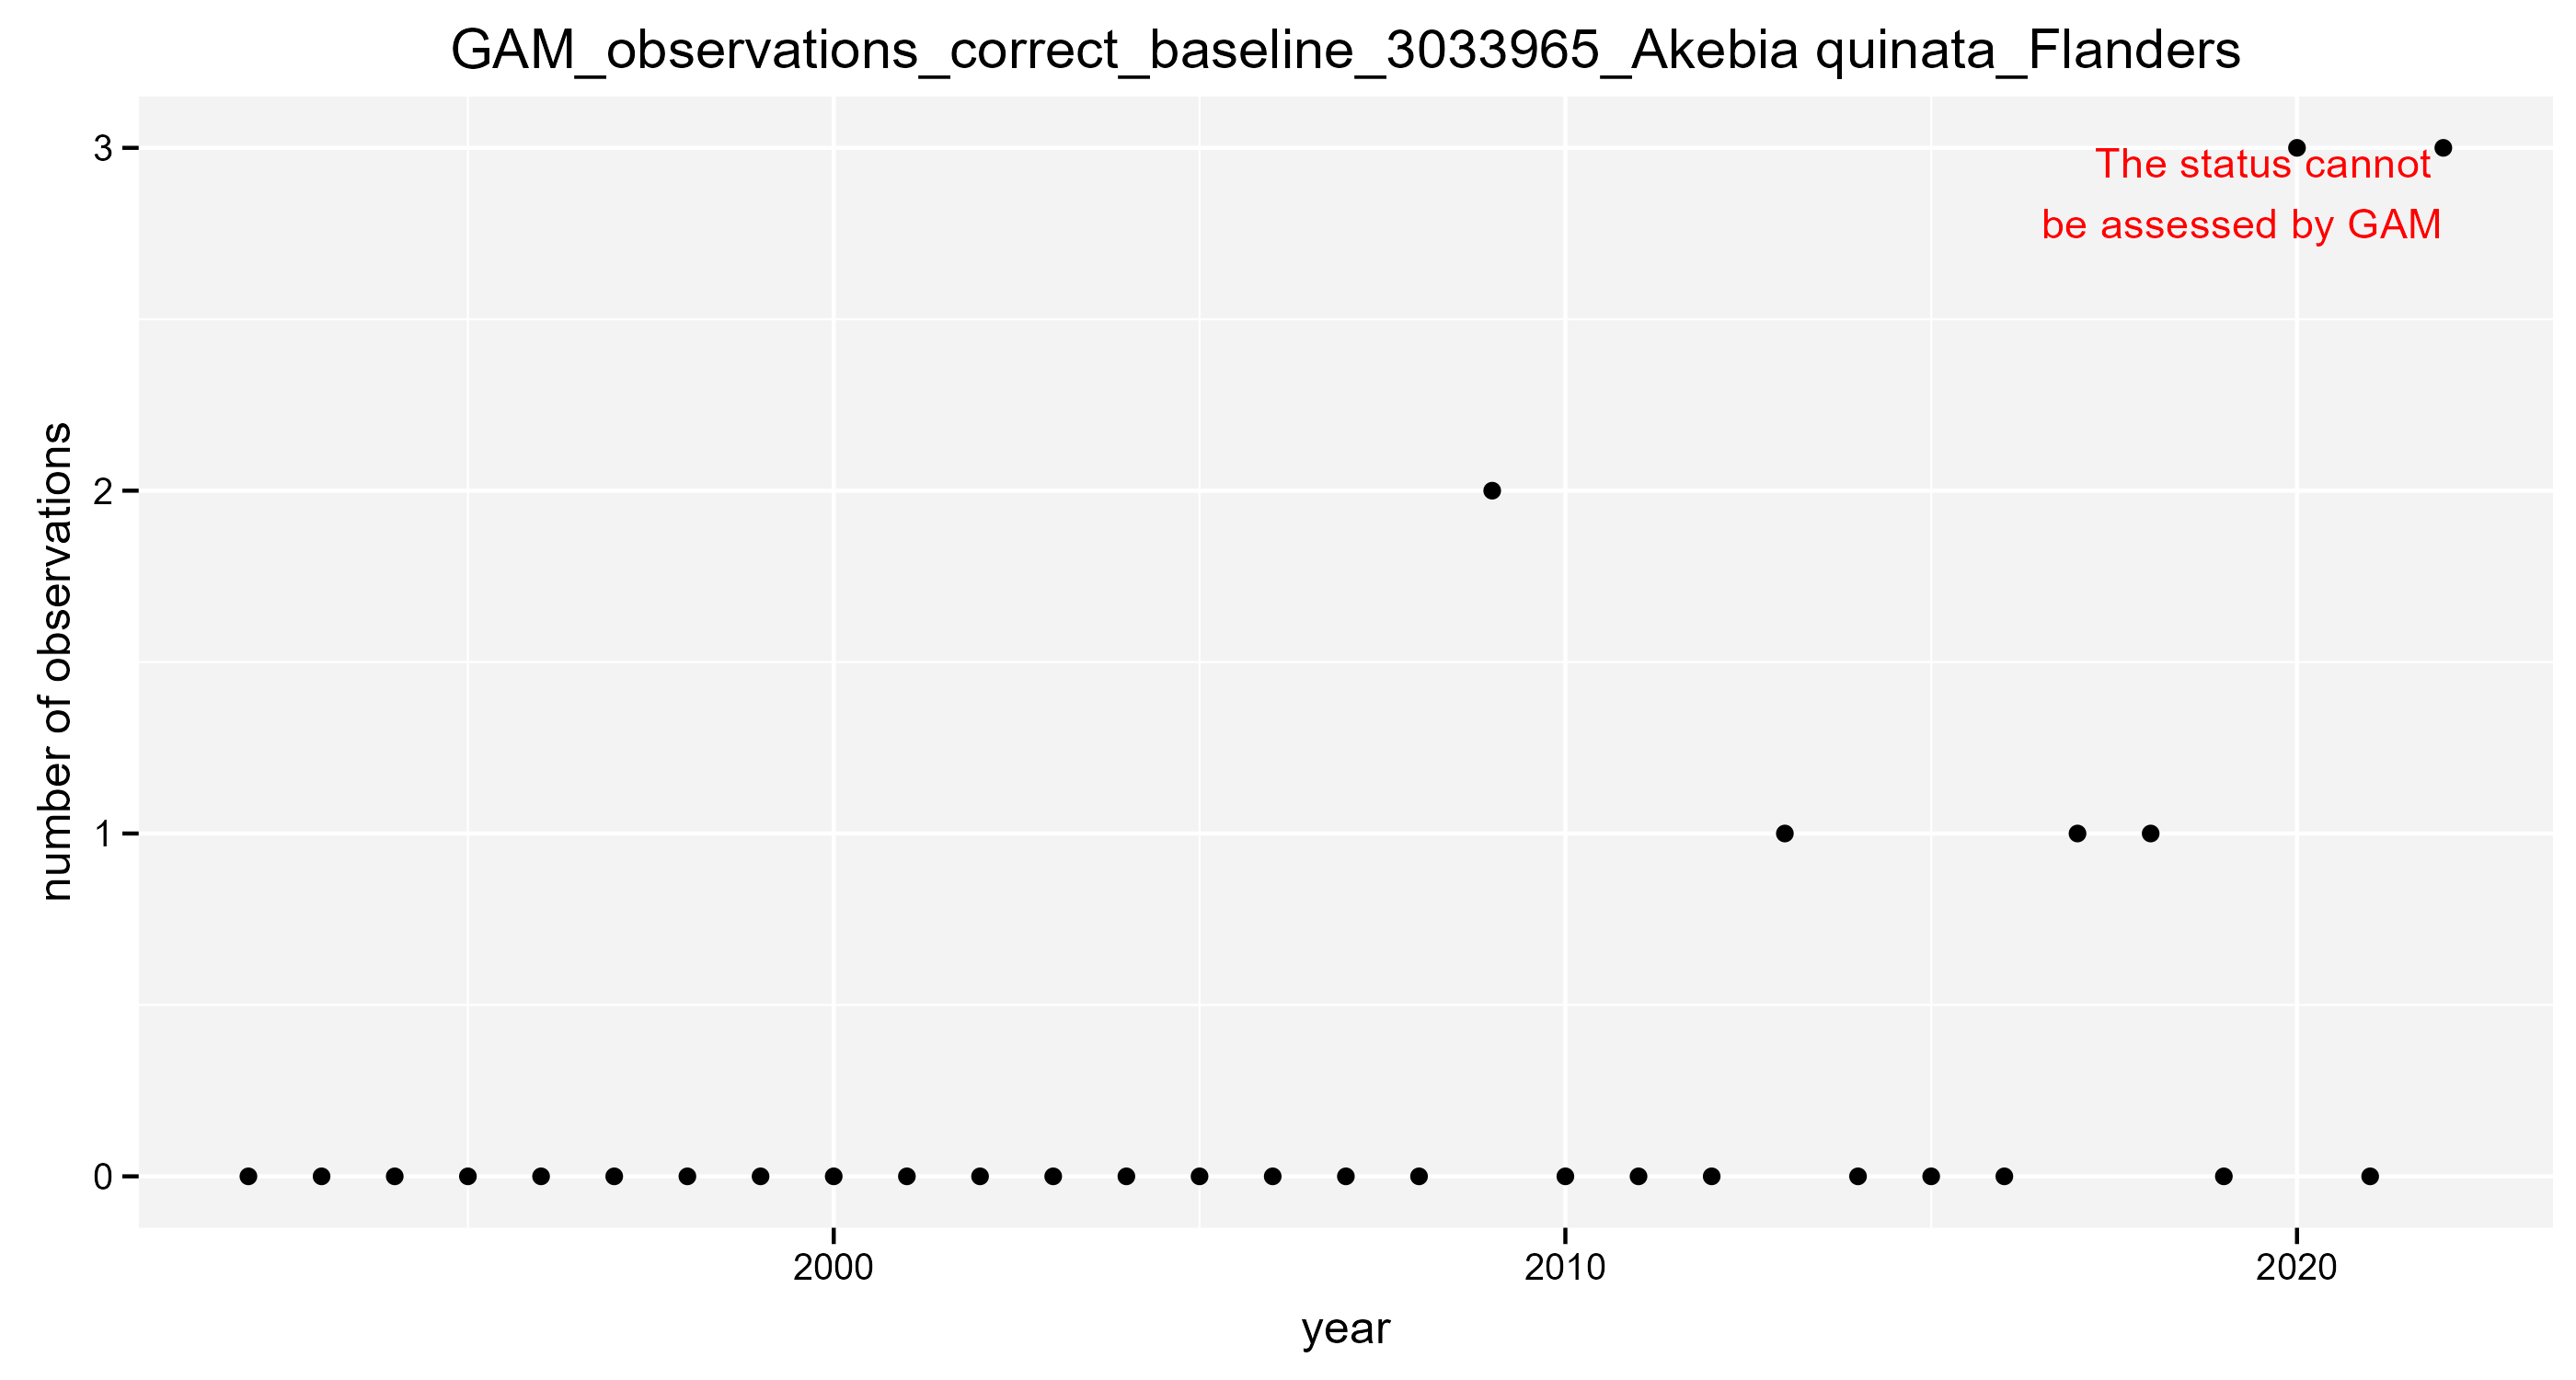 GAM_observations_correct_baseline_3033965_Akebia quinata_Flanders
3
The status cannot
be assessed by GAM
2
number of observations
1
0
2000
2010
2020
year